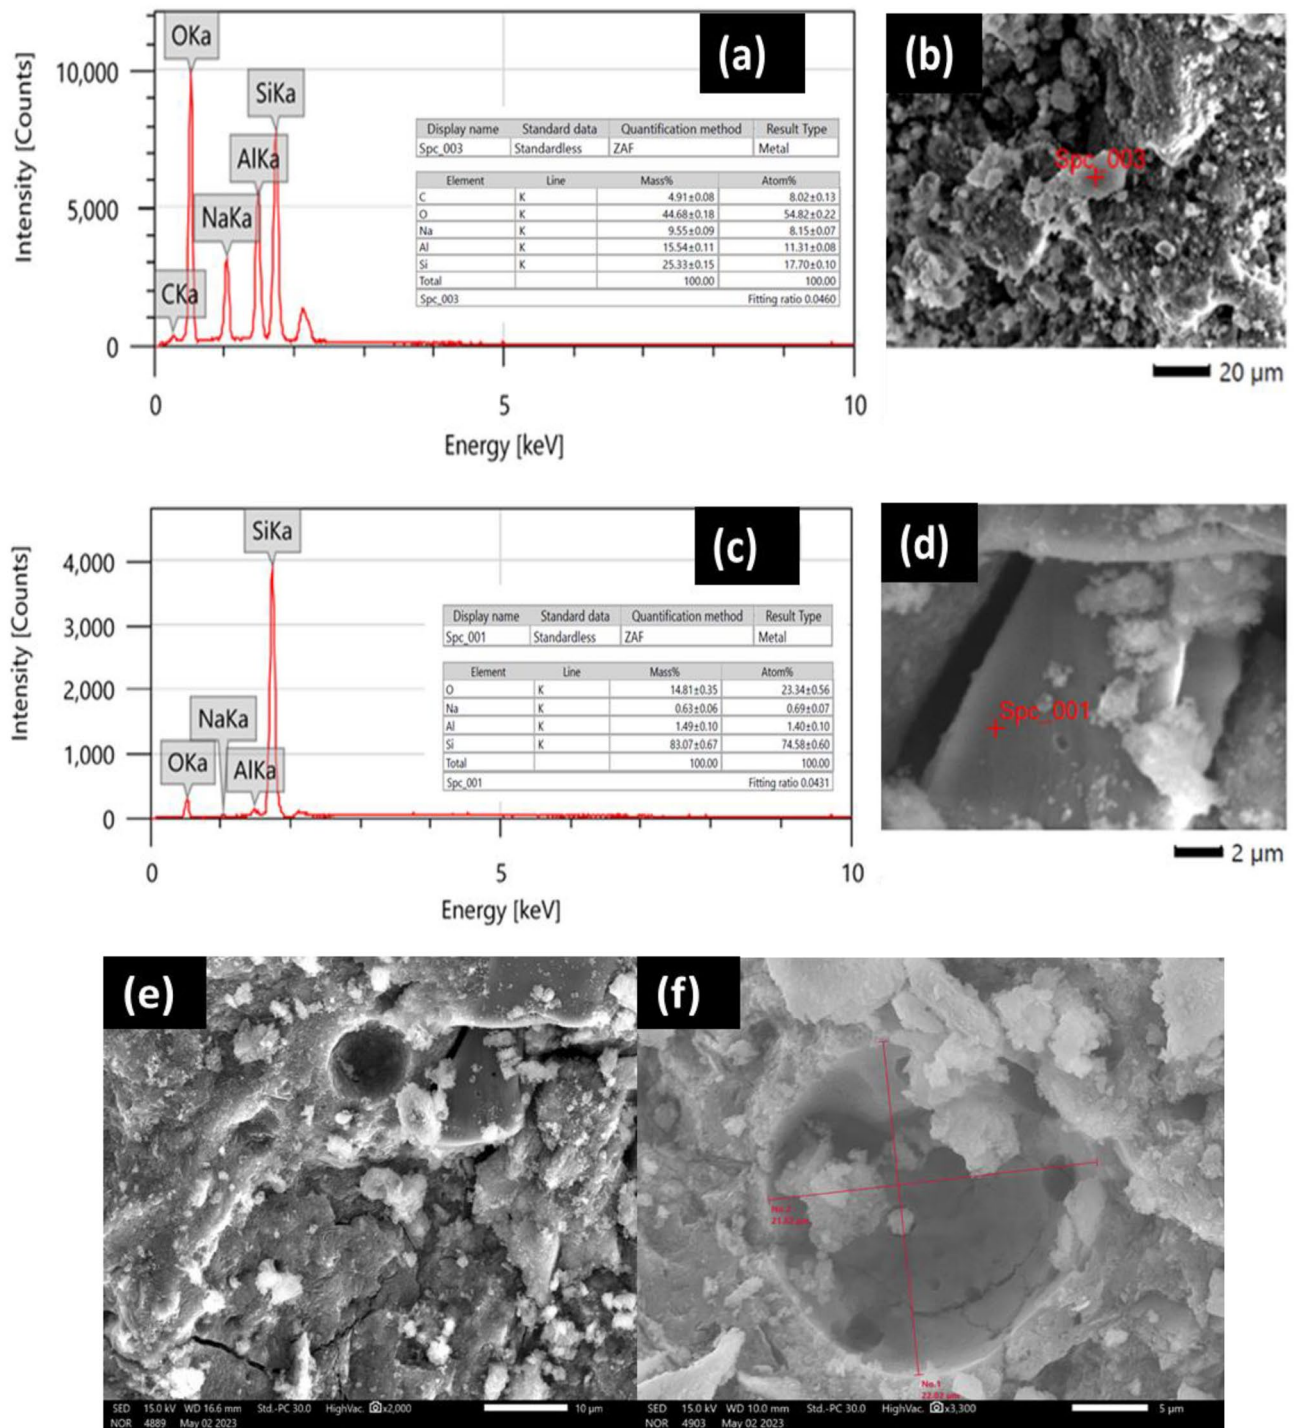 (a)
Intensity [Counts]
10,000
5,000
0
OKa
SiKa
AlKa
NaKa
CKa
Display name Standard data Quantification method Result Type
Spc_003 Standardless ZAF Metal
Element Line Mass% Atom%
C K 4.91±0.08 8.02±0.13
O K 44.68±0.18 54.82±0.22
Na K 9.55±0.09 8.15±0.07
Al K 15.54±0.11 11.31±0.08
Si K 25.33±0.15 17.70±0.10
Total 100.00 100.00
Spc_003 Fitting ratio 0.0460
0 5 10
Energy [keV]
(b)
Spc_003
20 µm
(c)
Intensity [Counts]
4,000
3,000
2,000
1000
0
SiKa
NaKa
OKa
AlKa
Display name Standard data Quantification method Result Type
Spc_001 Standardless ZAF Metal
Element Line Mass% Atom%
O K 14.81±0.35 23.34±0.56
Na K 0.63±0.06 0.69±0.07
Al K 1.49±0.10 1.40±0.10
Si K 83.07±0.67 74.58±0.60
Total 100.00 100.00
Spc_001 Fitting ratio 0.0431
0 5 10
Energy [keV]
(d)
Spc_001
2 µm
(e)
SED 15.0 kV WD 16.6 mm Std.-PC 30.0 HighVac. x2,000 10 µm
NOR 4889 May 02 2023
(f)
No.2
21.82 µm
No.1
22.02 µm
SED 15.0 kV WD 10.0 mm Std.-PC 30.0 HighVac. x3,300 5 µm
NOR 4903 May 02 2023